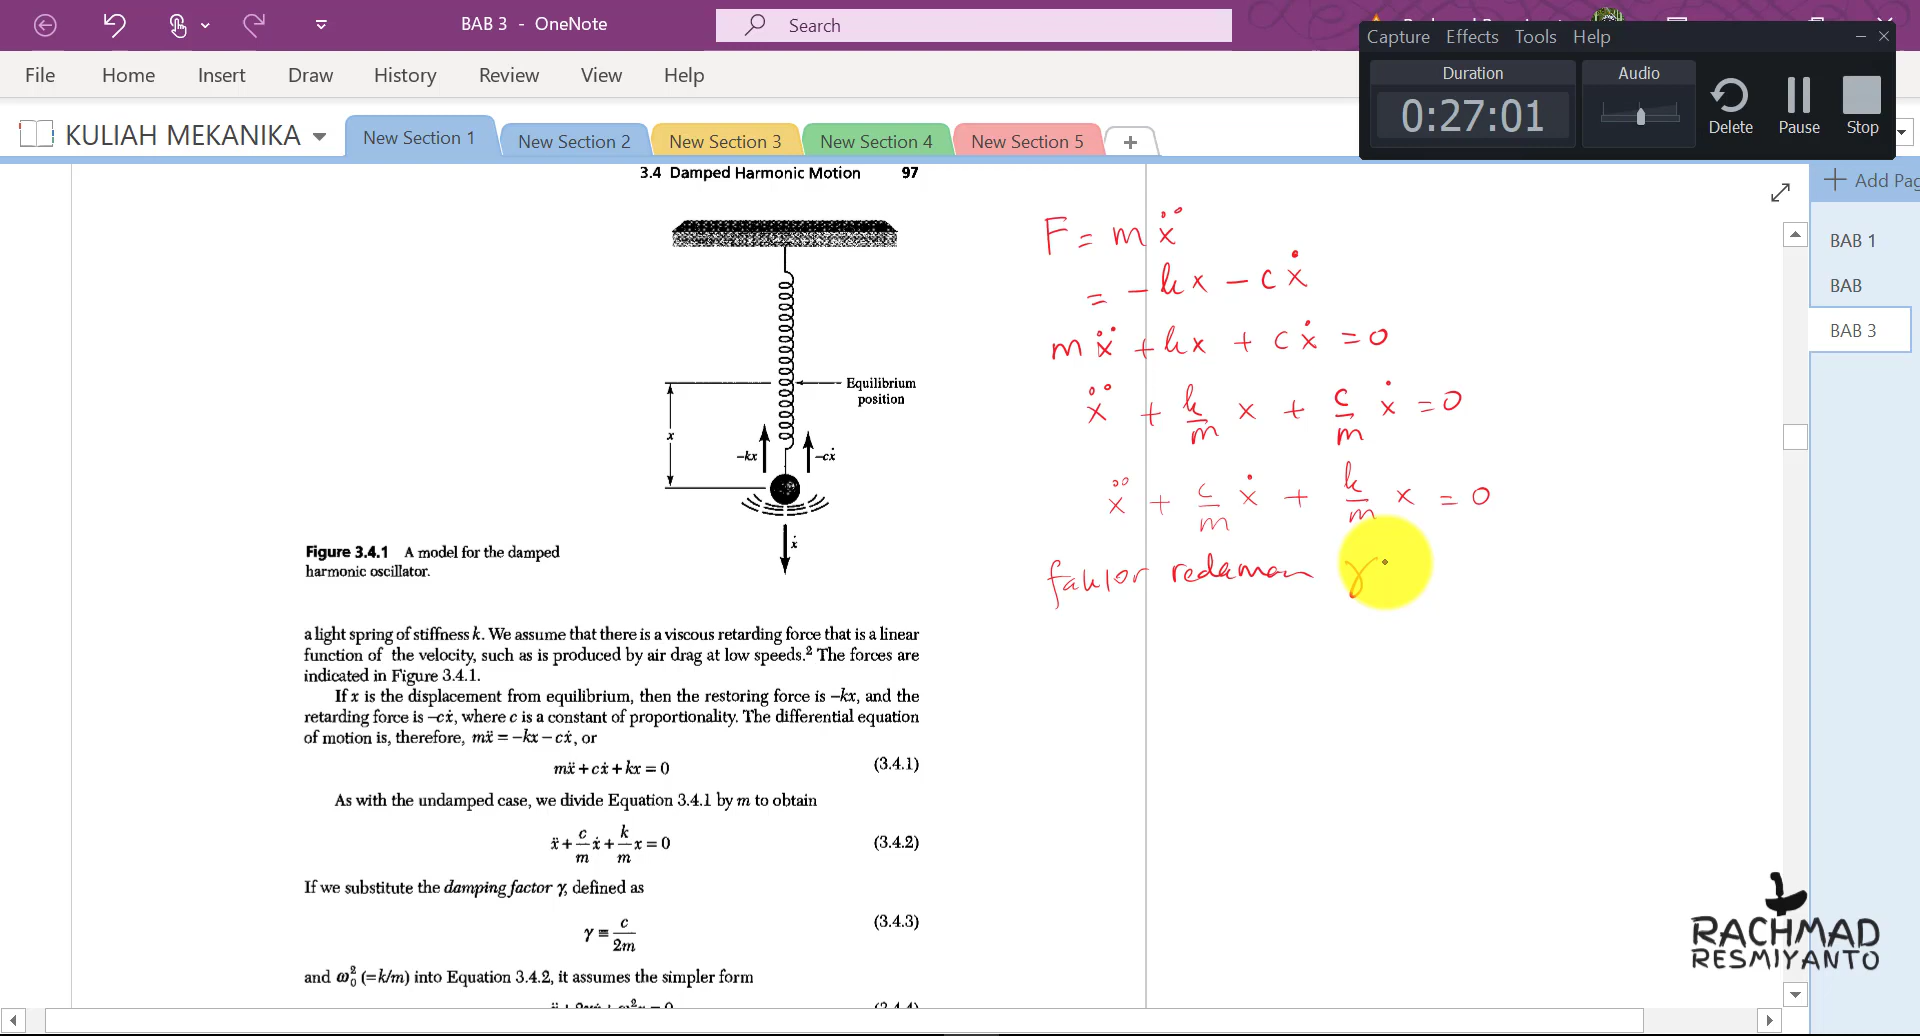 BAB 3 - OneNote
Search
File Home Insert Draw History Review View Help
Capture Effects Tools Help
Duration
0:27:01
Audio
Delete Pause Stop
KULIAH MEKANIKA
New Section 1
New Section 2
New Section 3
New Section 4
New Section 5
Add Pag
BAB 1
BAB
BAB 3
3.4 Damped Harmonic Motion 97
Equilibrium
position
x
-kx
-cẋ
ẋ
Figure 3.4.1 A model for the damped
harmonic oscillator.
a light spring of stiffness k. We assume that there is a viscous retarding force that is a linear
function of the velocity, such as is produced by air drag at low speeds.² The forces are
indicated in Figure 3.4.1.
If x is the displacement from equilibrium, then the restoring force is −kx, and the
retarding force is −cẋ, where c is a constant of proportionality. The differential equation
of motion is, therefore, mẍ = −kx − cẋ, or
mẍ + cẋ + kx = 0 (3.4.1)
As with the undamped case, we divide Equation 3.4.1 by m to obtain
ẍ + c/m ẋ + k/m x = 0 (3.4.2)
If we substitute the damping factor γ, defined as
γ ≡ c/2m (3.4.3)
and ω₀² (=k/m) into Equation 3.4.2, it assumes the simpler form
F = mẍ
= -kx - cẋ
mẍ + kx + cẋ = 0
ẍ + k/m x + c/m ẋ = 0
ẍ + c/m ẋ + k/m x = 0
faktor redaman γ
RACHMAD
RESMIYANTO